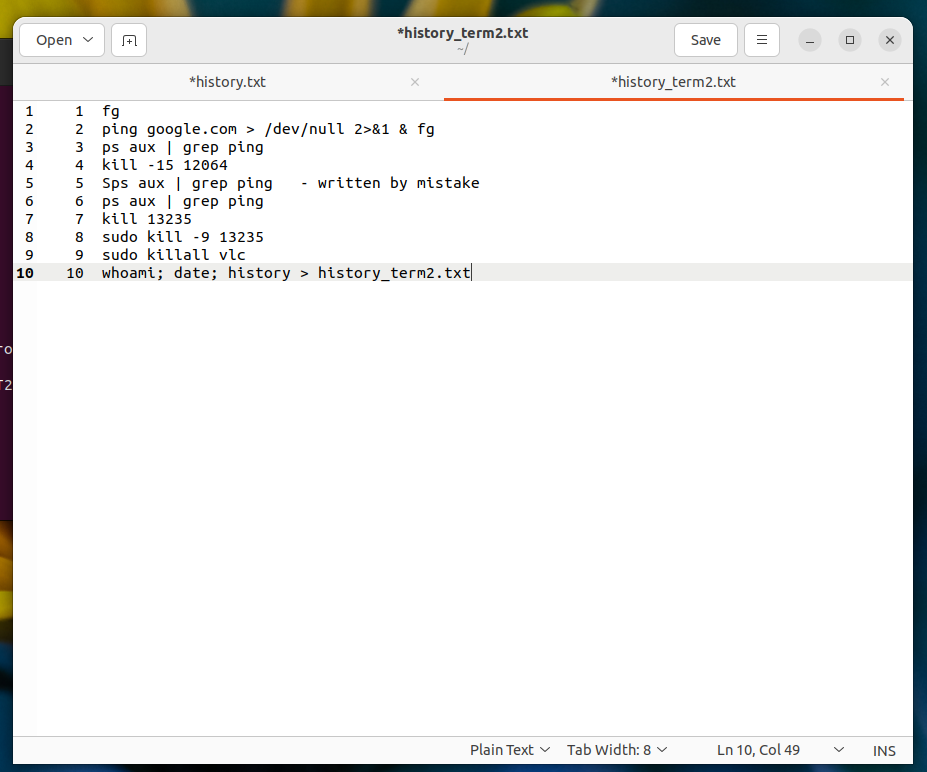 Open
*history_term2.txt
~/
Save
*history.txt
*history_term2.txt
1 1 fg
2 2 ping google.com > /dev/null 2>&1 & fg
3 3 ps aux | grep ping
4 4 kill -15 12064
5 5 Sps aux | grep ping - written by mistake
6 6 ps aux | grep ping
7 7 kill 13235
8 8 sudo kill -9 13235
9 9 sudo killall vlc
10 10 whoami; date; history > history_term2.txt
ro
T2
Plain Text Tab Width: 8 Ln 10, Col 49 INS